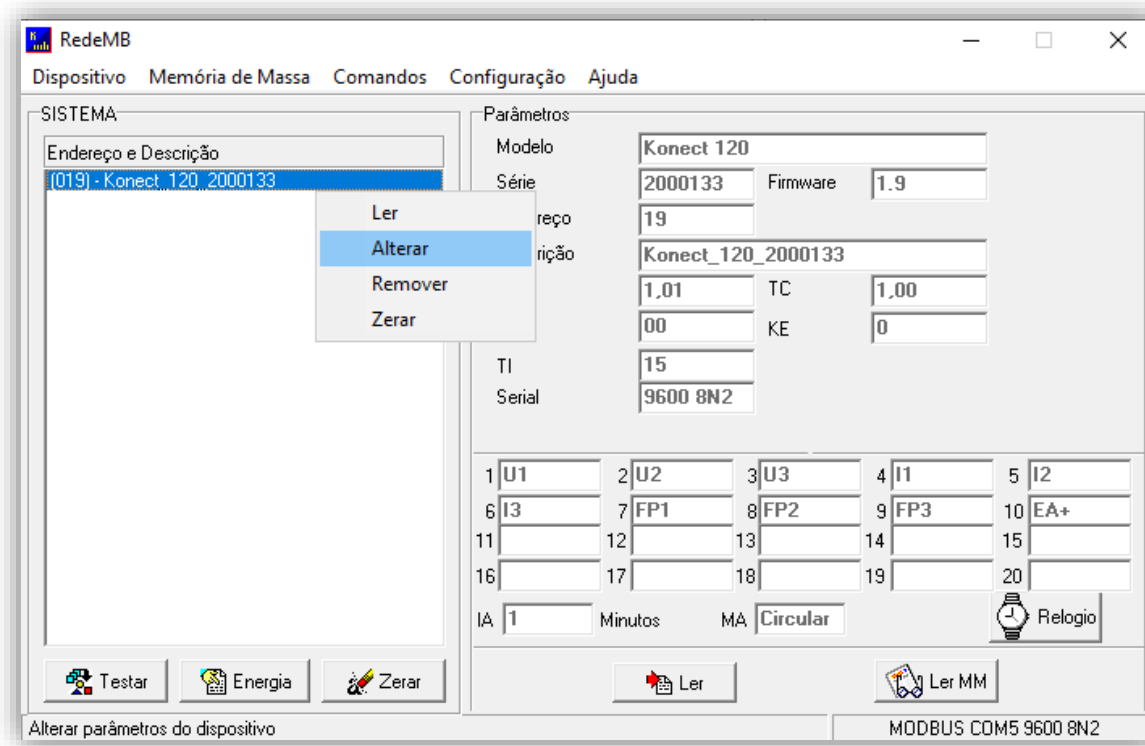 RedeMB
Dispositivo Memória de Massa Comandos Configuração Ajuda
SISTEMA
Endereço e Descrição
(019) - Konect_120_2000133
Ler
Alterar
Remover
Zerar
Testar Energia Zerar
Parâmetros
Modelo Konect 120
Série 2000133 Firmware 1.9
reço 19
rição Konect_120_2000133
1,01 TC 1,00
00 KE 0
TI 15
Serial 9600 8N2
1 U1 2 U2 3 U3 4 I1 5 I2
6 I3 7 FP1 8 FP2 9 FP3 10 EA+
11 12 13 14 15
16 17 18 19 20
IA 1 Minutos MA Circular Relogio
Ler Ler MM
Alterar parâmetros do dispositivo MODBUS COM5 9600 8N2